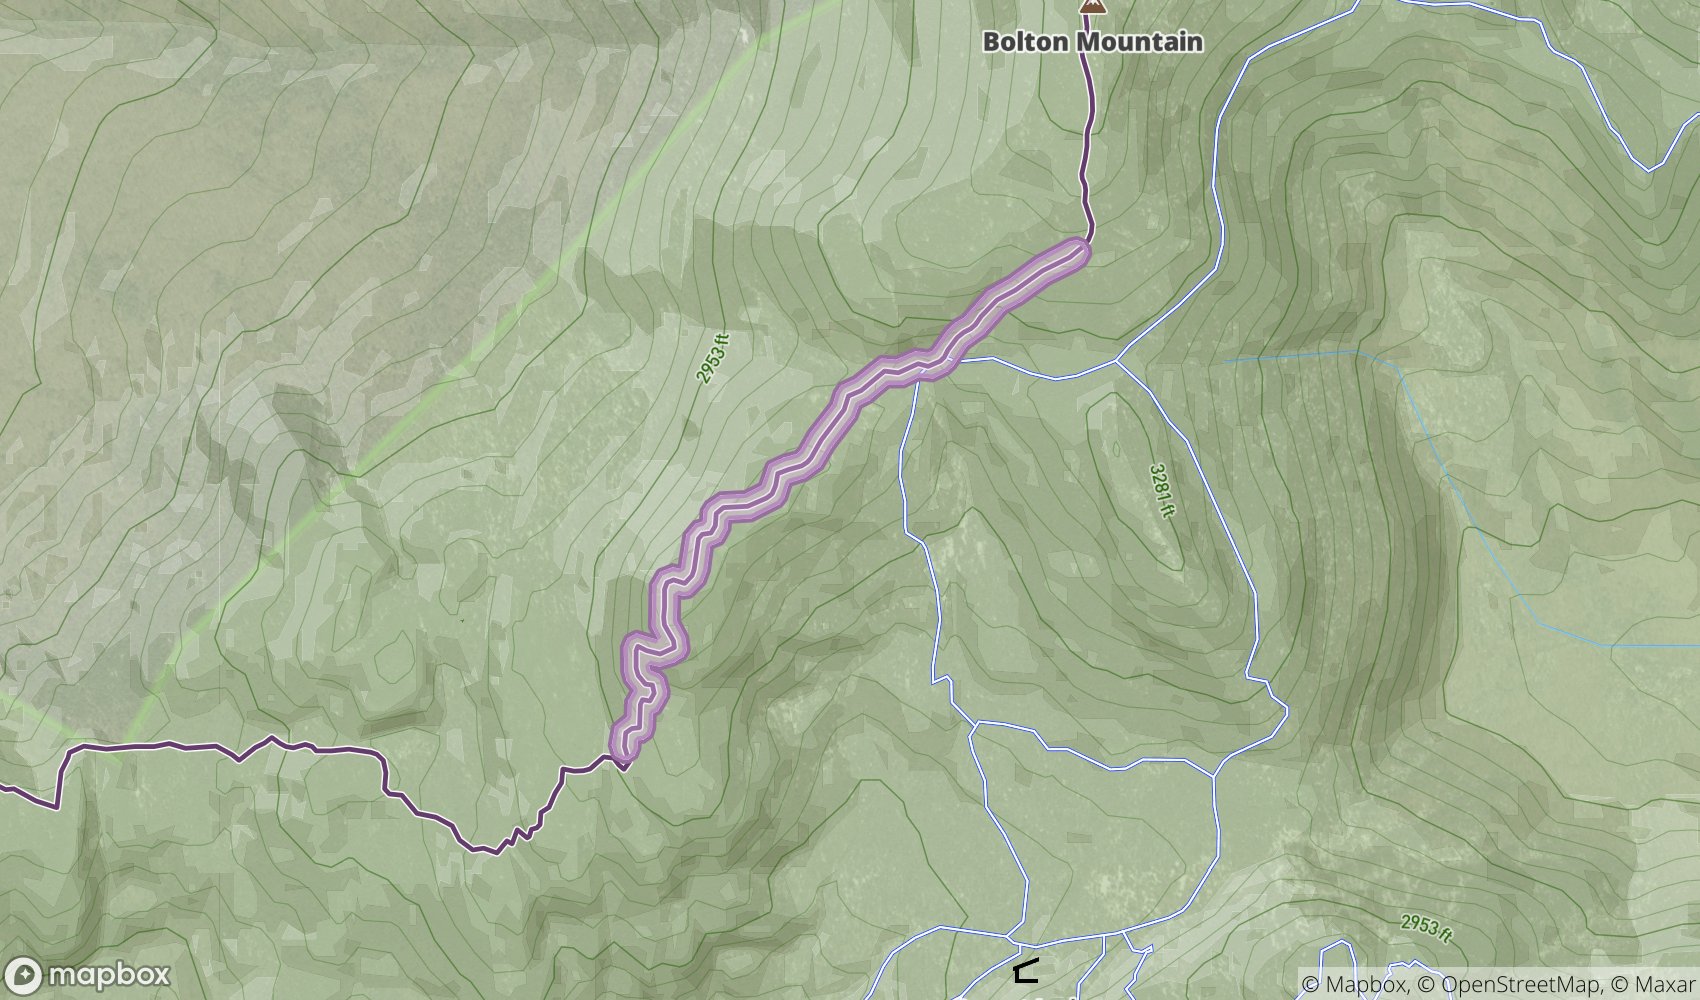 Bolton Mountain
2953 ft
3281 ft
2953 ft
mapbox
© Mapbox, © OpenStreetMap, © Maxar